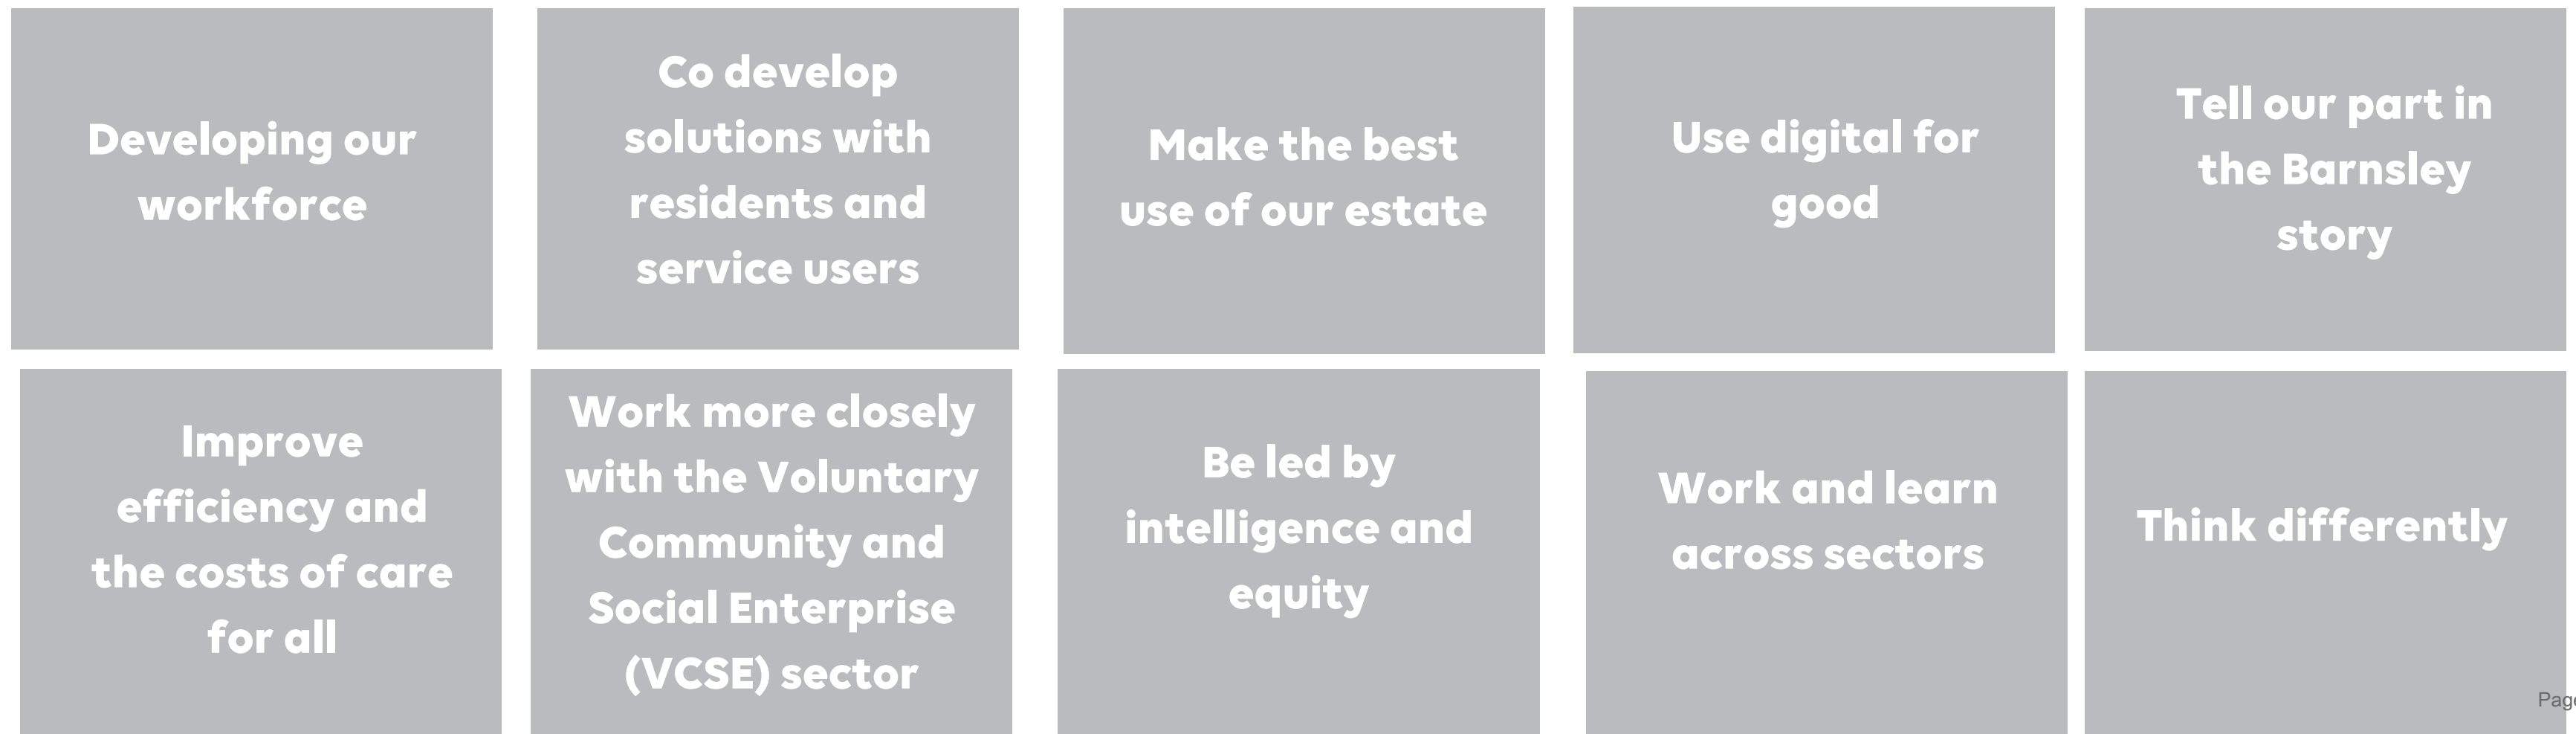 Developing our
workforce
Co develop
solutions with
residents and
service users
Make the best
use of our estate
Use digital for
good
Tell our part in
the Barnsley
story
Improve
efficiency and
the costs of care
for all
Work more closely
with the Voluntary
Community and
Social Enterprise
(VCSE) sector
Be led by
intelligence and
equity
Work and learn
across sectors
Think differently
Page